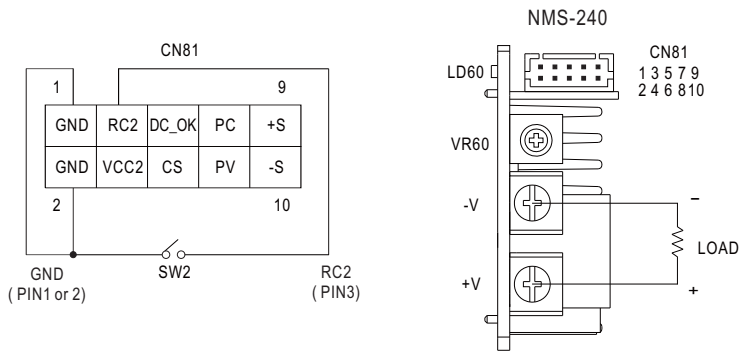 NMS-240
CN81
1 9
GND RC2 DC_OK PC +S
GND VCC2 CS PV -S
2 10
GND
( PIN1 or 2)
SW2
RC2
( PIN3)
LD60
CN81
1 3 5 7 9
2 4 6 8 10
VR60
-V
–
LOAD
+V
+